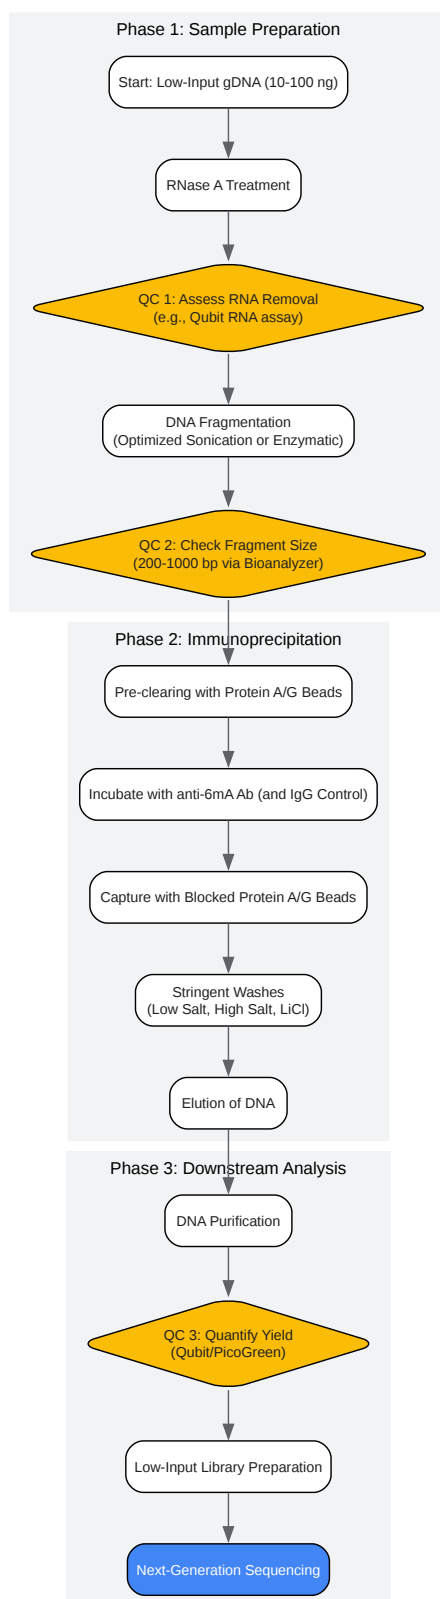 Phase 1: Sample Preparation
Start: Low-Input gDNA (10-100 ng)
RNase A Treatment
QC 1: Assess RNA Removal
(e.g., Qubit RNA assay)
DNA Fragmentation
(Optimized Sonication or Enzymatic)
QC 2: Check Fragment Size
(200-1000 bp via Bioanalyzer)
Phase 2: Immunoprecipitation
Pre-clearing with Protein A/G Beads
Incubate with anti-6mA Ab (and IgG Control)
Capture with Blocked Protein A/G Beads
Stringent Washes
(Low Salt, High Salt, LiCl)
Elution of DNA
Phase 3: Downstream Analysis
DNA Purification
QC 3: Quantify Yield
(Qubit/PicoGreen)
Low-Input Library Preparation
Next-Generation Sequencing